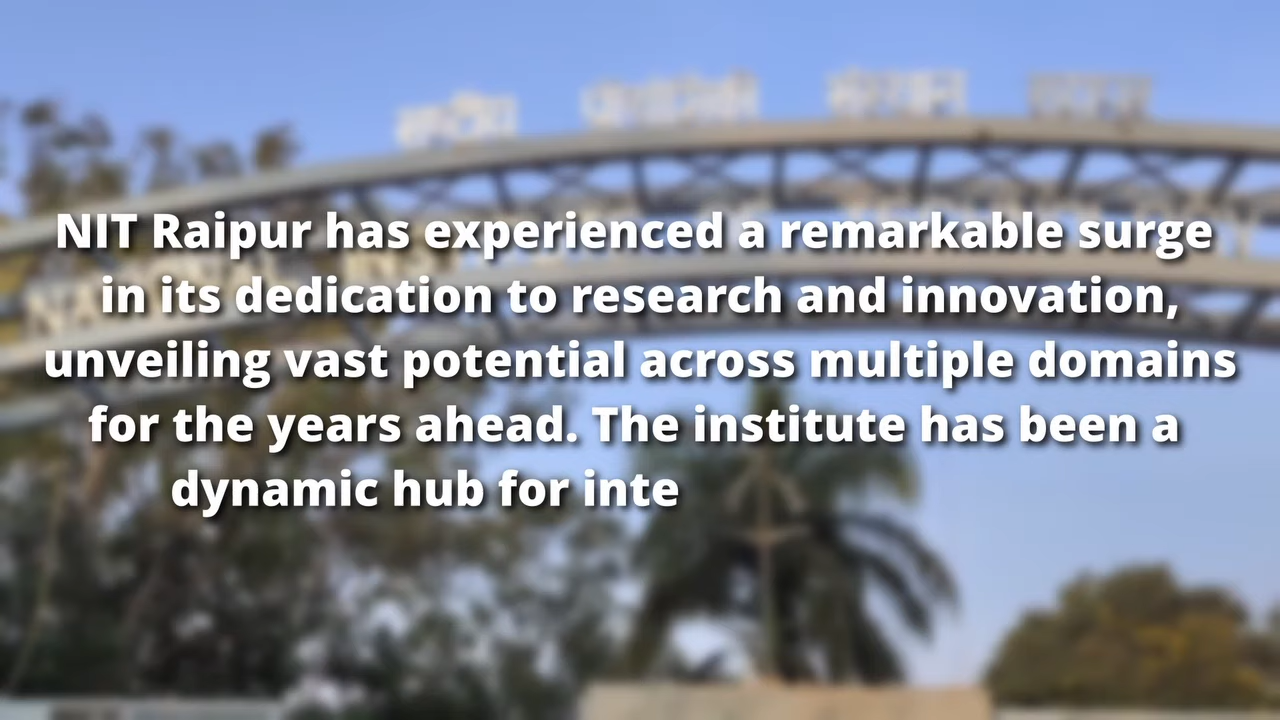 NIT Raipur has experienced a remarkable surge
in its dedication to research and innovation,
unveiling vast potential across multiple domains
for the years ahead. The institute has been a
dynamic hub for inte